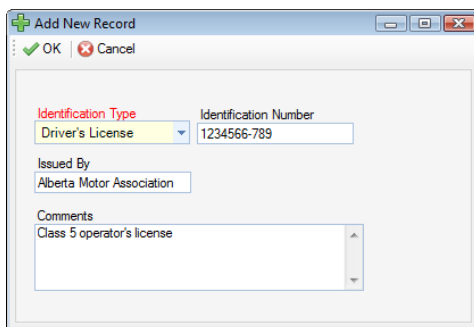 Add New Record
OK Cancel
Identification Type Identification Number
Driver's License 1234566-789
Issued By
Alberta Motor Association
Comments
Class 5 operator's license